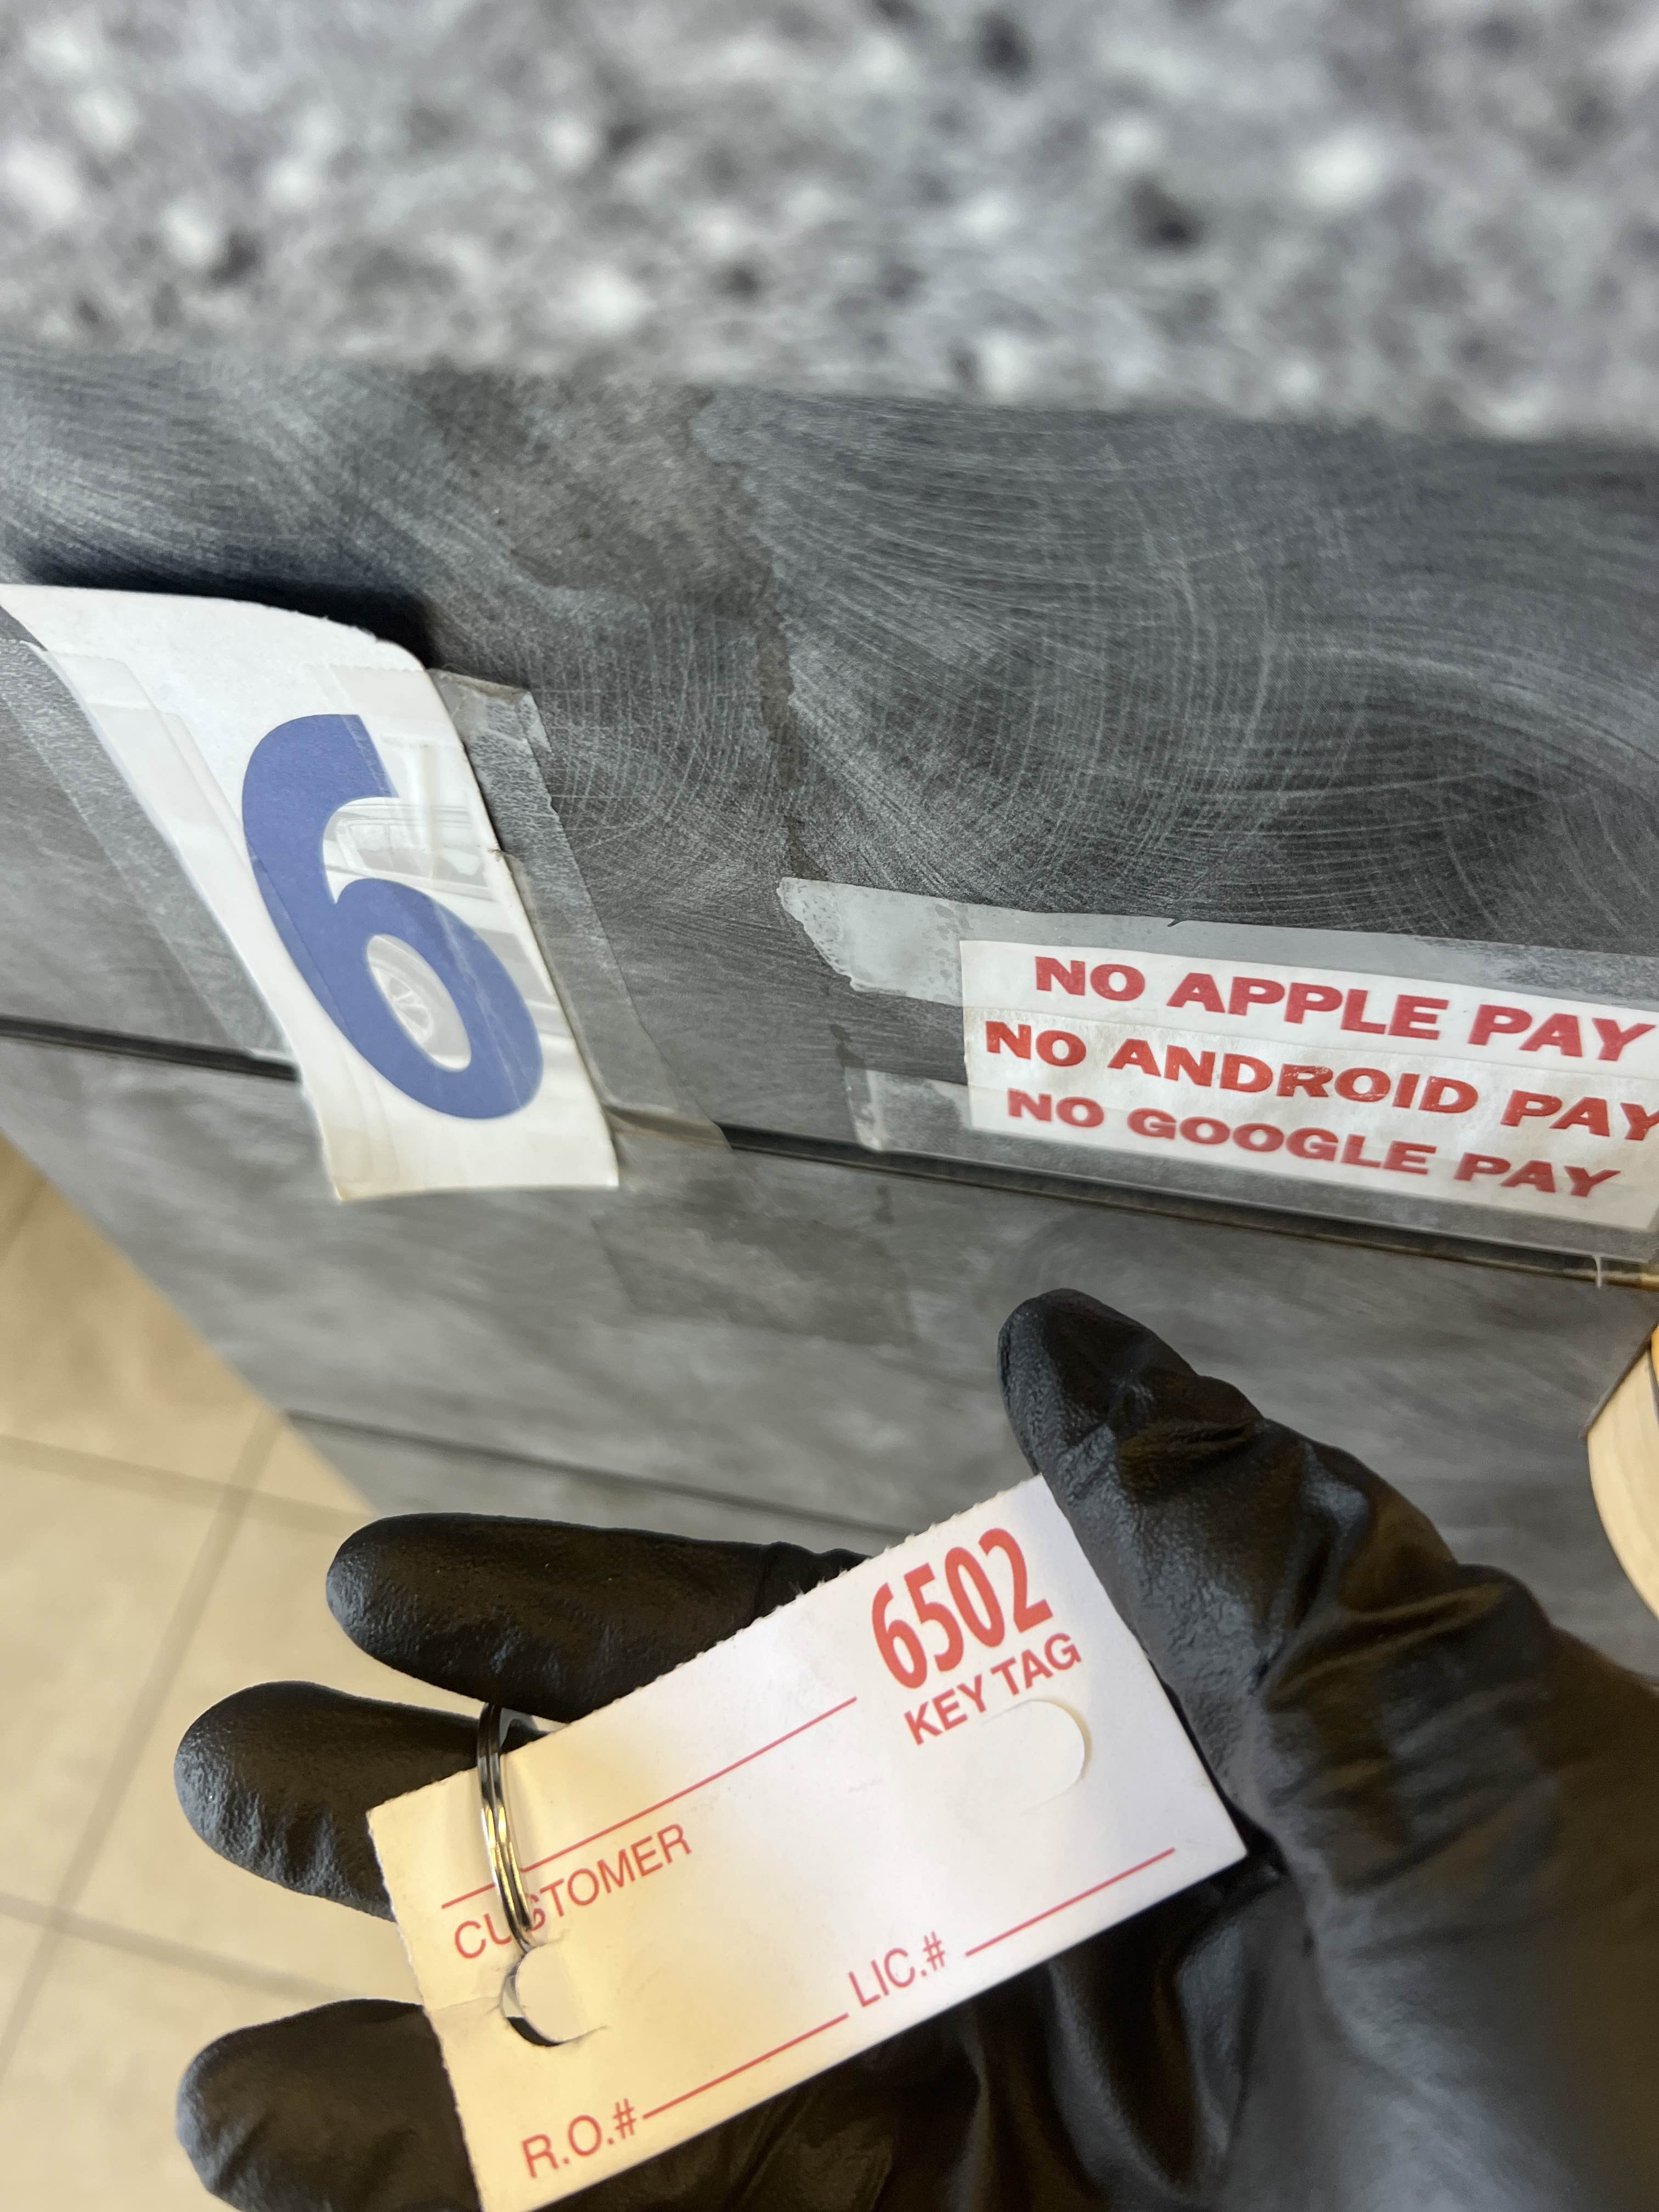 6
NO APPLE PAY
NO ANDROID PAY
NO GOOGLE PAY
6502
KEY TAG
CUSTOMER
R.O.# LIC.#